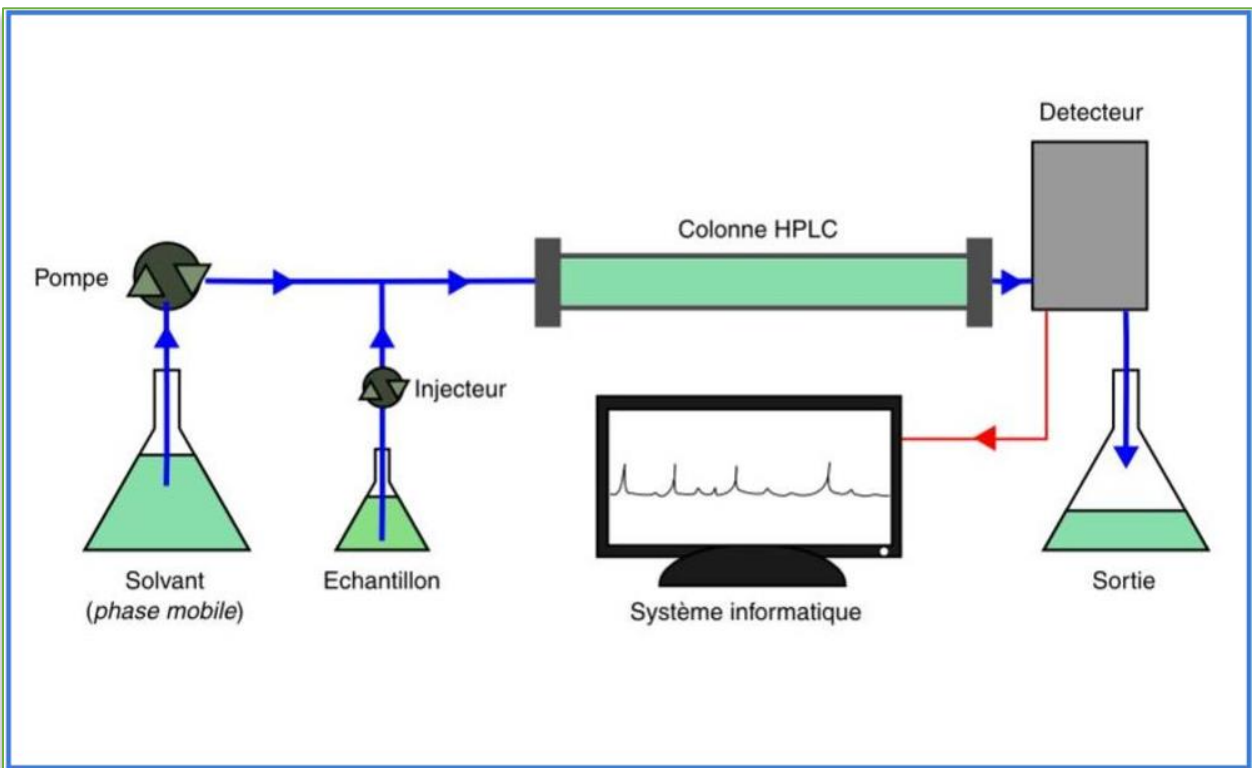 Detecteur
Colonne HPLC
Pompe
Injecteur
Solvant
(phase mobile)
Echantillon
Système informatique
Sortie